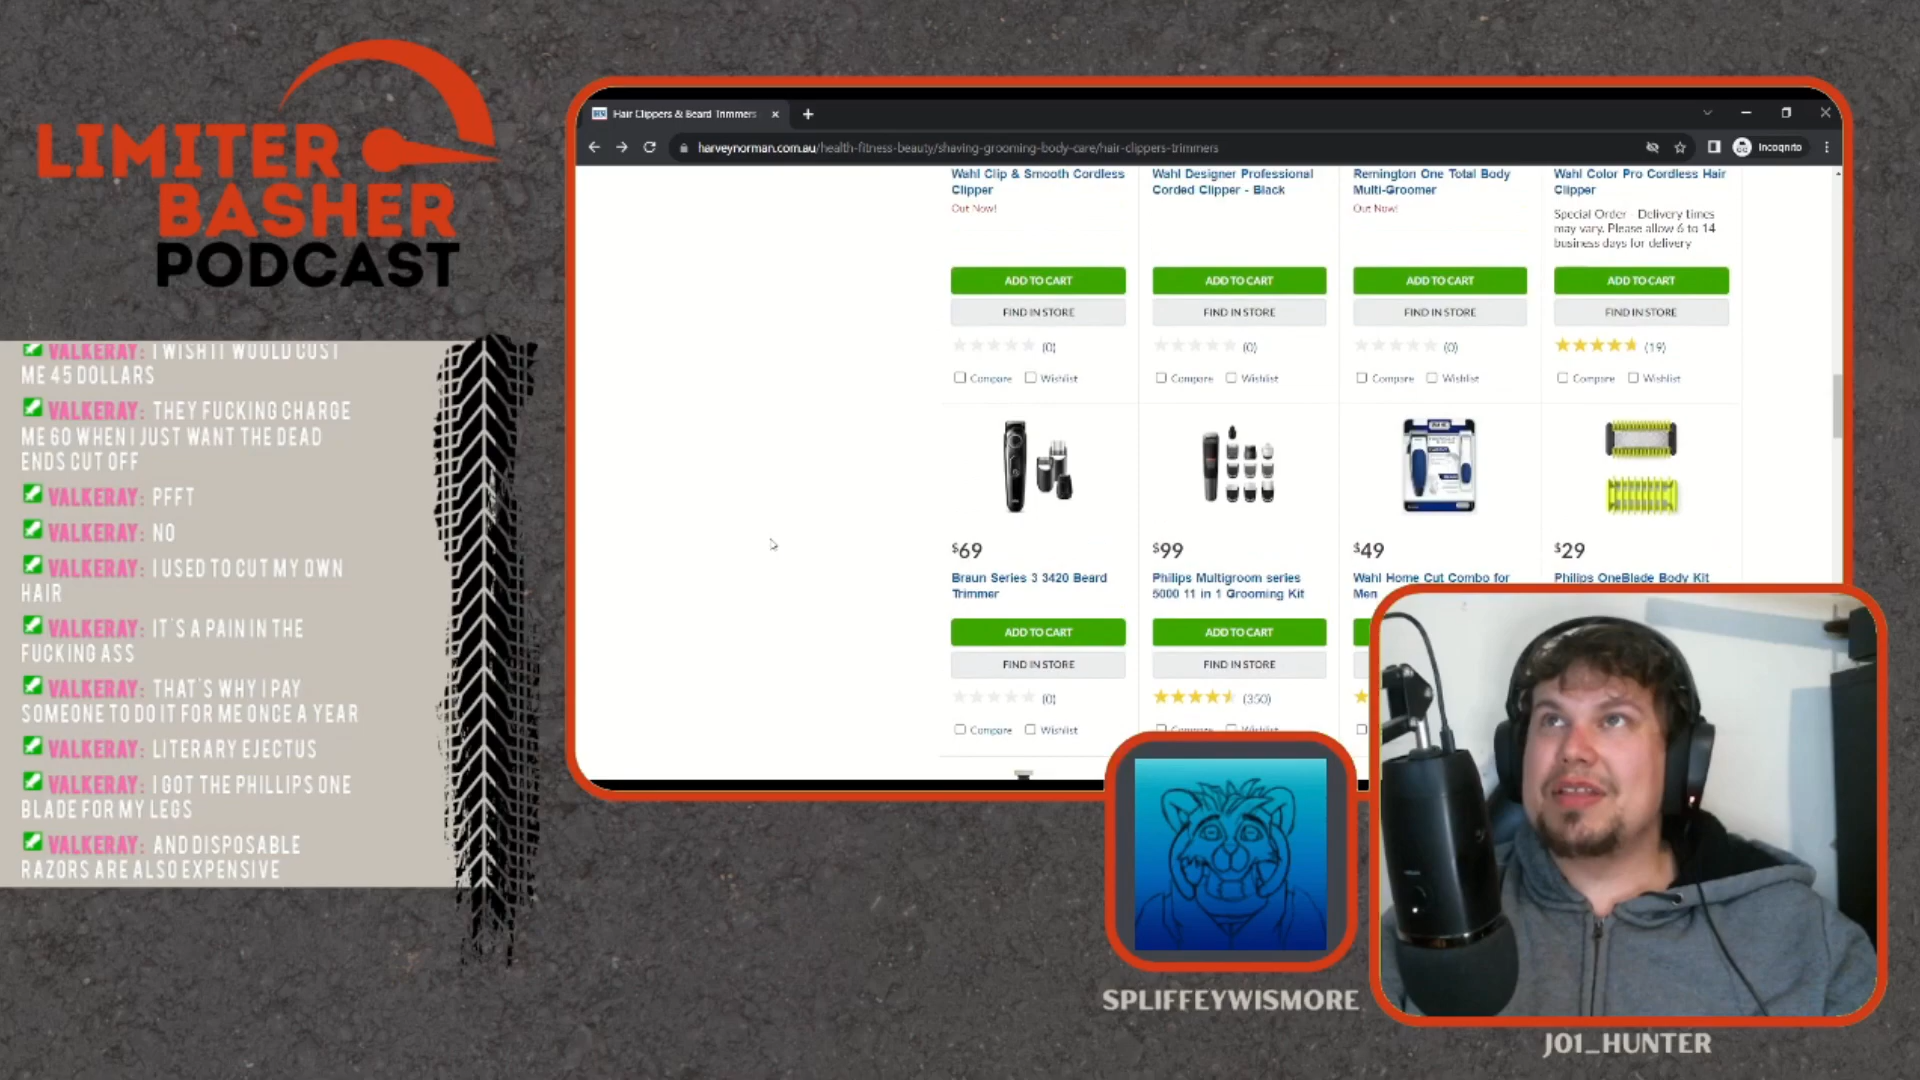 LIMITER
BASHER
PODCAST
VALKERAY: I WISH IT WOULD COST
ME 45 DOLLARS
VALKERAY: THEY FUCKING CHARGE
ME 60 WHEN I JUST WANT THE DEAD
ENDS CUT OFF
VALKERAY: PFFT
VALKERAY: NO
VALKERAY: I USED TO CUT MY OWN
HAIR
VALKERAY: IT'S A PAIN IN THE
FUCKING ASS
VALKERAY: THAT'S WHY I PAY
SOMEONE TO DO IT FOR ME ONCE A YEAR
VALKERAY: LITERARY EJECTUS
VALKERAY: I GOT THE PHILLIPS ONE
BLADE FOR MY LEGS
VALKERAY: AND DISPOSABLE
RAZORS ARE ALSO EXPENSIVE
HN Hair Clippers & Beard Trimmers
harveynorman.com.au/health-fitness-beauty/shaving-grooming-body-care/hair-clippers-trimmers
Incognito
Wahl Clip & Smooth Cordless
Clipper
Out Now!
Wahl Designer Professional
Corded Clipper - Black
Remington One Total Body
Multi-Groomer
Out Now!
Wahl Color Pro Cordless Hair
Clipper
Special Order - Delivery times
may vary. Please allow 6 to 14
business days for delivery
ADD TO CART ADD TO CART ADD TO CART ADD TO CART
FIND IN STORE FIND IN STORE FIND IN STORE FIND IN STORE
(0) (0) (0) (19)
Compare Wishlist Compare Wishlist Compare Wishlist Compare Wishlist
$69 $99 $49 $29
Braun Series 3 3420 Beard
Trimmer
Philips Multigroom series
5000 11 in 1 Grooming Kit
Wahl Home Cut Combo for
Men
Philips OneBlade Body Kit
ADD TO CART ADD TO CART
FIND IN STORE FIND IN STORE
(0) (350)
Compare Wishlist Compare Wishlist
SPLIFFEYWISMORE
JO1_HUNTER